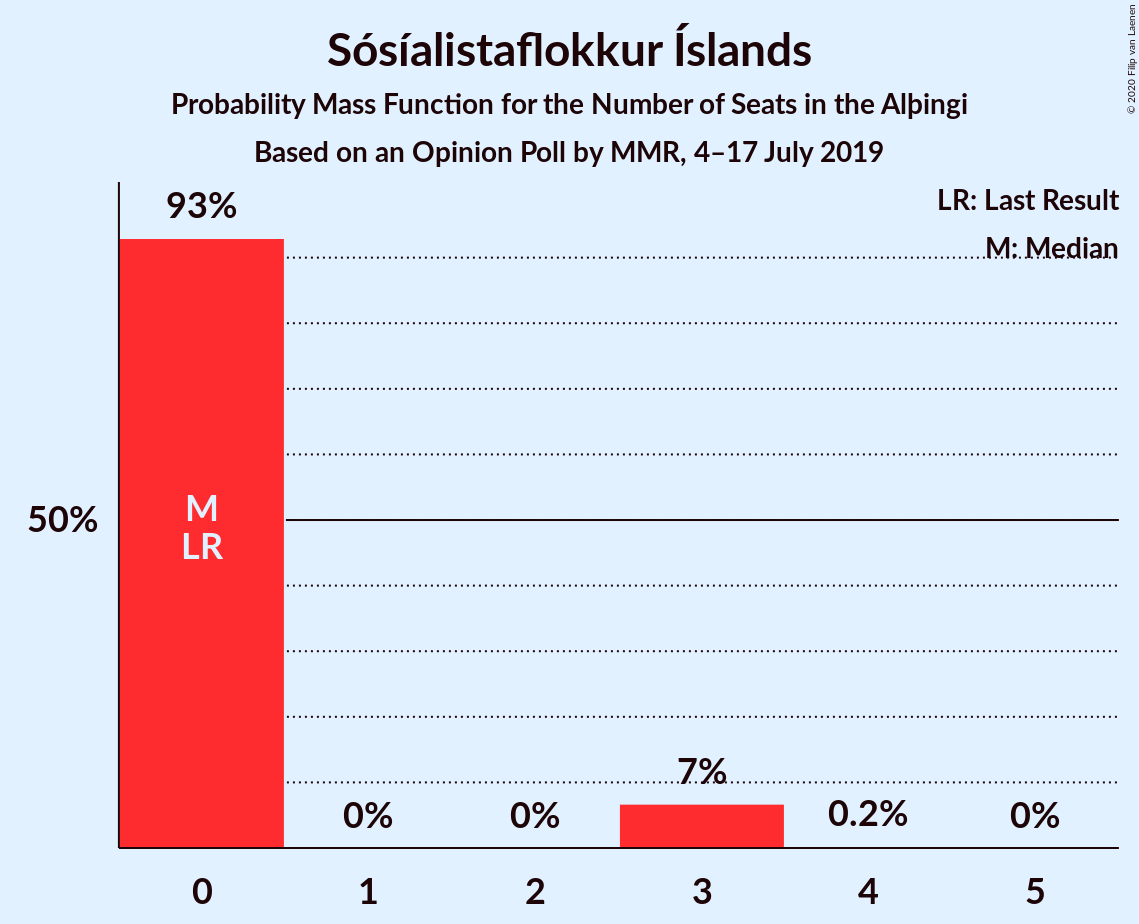 Sósíalistaflokkur Íslands
Probability Mass Function for the Number of Seats in the Alþingi
Based on an Opinion Poll by MMR, 4–17 July 2019
© 2020 Filip van Laenen
LR: Last Result
M: Median
93%
50%
M
LR
7%
0%
0%
0.2%
0%
0
1
2
3
4
5